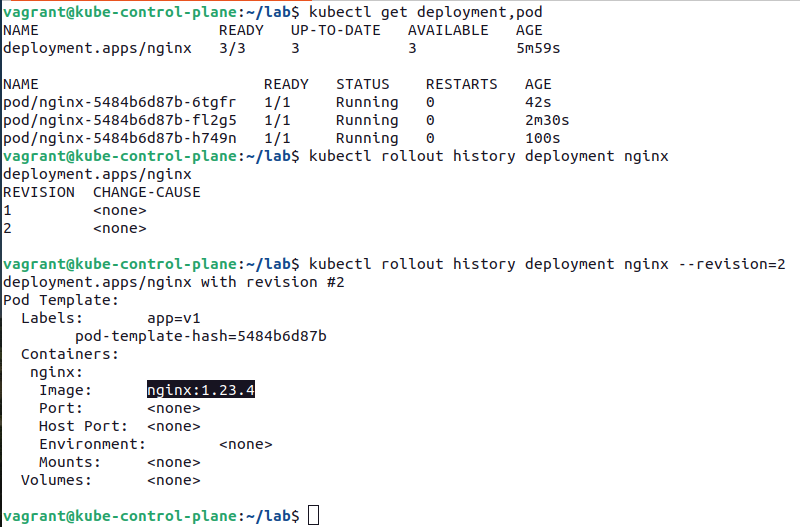 vagrant@kube-control-plane:~/lab$ kubectl get deployment,pod
NAME                    READY   UP-TO-DATE   AVAILABLE   AGE
deployment.apps/nginx   3/3     3            3           5m59s

NAME                         READY   STATUS    RESTARTS   AGE
pod/nginx-5484b6d87b-6tgfr   1/1     Running   0          42s
pod/nginx-5484b6d87b-fl2g5   1/1     Running   0          2m30s
pod/nginx-5484b6d87b-h749n   1/1     Running   0          100s
vagrant@kube-control-plane:~/lab$ kubectl rollout history deployment nginx
deployment.apps/nginx
REVISION  CHANGE-CAUSE
1         <none>
2         <none>

vagrant@kube-control-plane:~/lab$ kubectl rollout history deployment nginx --revision=2
deployment.apps/nginx with revision #2
Pod Template:
  Labels:       app=v1
        pod-template-hash=5484b6d87b
  Containers:
   nginx:
    Image:      nginx:1.23.4
    Port:       <none>
    Host Port:  <none>
    Environment:        <none>
    Mounts:     <none>
  Volumes:      <none>

vagrant@kube-control-plane:~/lab$